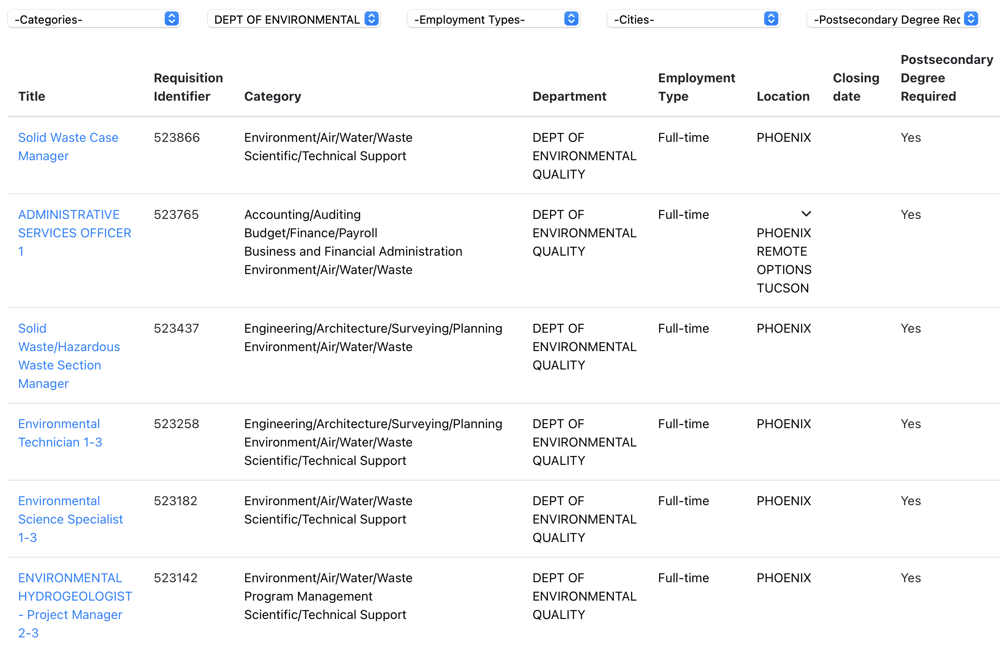 -Categories-
DEPT OF ENVIRONMENTAL
-Employment Types-
-Cities-
-Postsecondary Degree Rec
Title
Requisition
Identifier
Category
Department
Employment
Type
Location
Closing
date
Postsecondary
Degree
Required
Solid Waste Case
Manager
523866
Environment/Air/Water/Waste
Scientific/Technical Support
DEPT OF
ENVIRONMENTAL
QUALITY
Full-time
PHOENIX
Yes
ADMINISTRATIVE
SERVICES OFFICER
1
523765
Accounting/Auditing
Budget/Finance/Payroll
Business and Financial Administration
Environment/Air/Water/Waste
DEPT OF
ENVIRONMENTAL
QUALITY
Full-time
PHOENIX
REMOTE
OPTIONS
TUCSON
Yes
Solid
Waste/Hazardous
Waste Section
Manager
523437
Engineering/Architecture/Surveying/Planning
Environment/Air/Water/Waste
DEPT OF
ENVIRONMENTAL
QUALITY
Full-time
PHOENIX
Yes
Environmental
Technician 1-3
523258
Engineering/Architecture/Surveying/Planning
Environment/Air/Water/Waste
Scientific/Technical Support
DEPT OF
ENVIRONMENTAL
QUALITY
Full-time
PHOENIX
Yes
Environmental
Science Specialist
1-3
523182
Environment/Air/Water/Waste
Scientific/Technical Support
DEPT OF
ENVIRONMENTAL
QUALITY
Full-time
PHOENIX
Yes
ENVIRONMENTAL
HYDROGEOLOGIST
- Project Manager
2-3
523142
Environment/Air/Water/Waste
Program Management
Scientific/Technical Support
DEPT OF
ENVIRONMENTAL
QUALITY
Full-time
PHOENIX
Yes